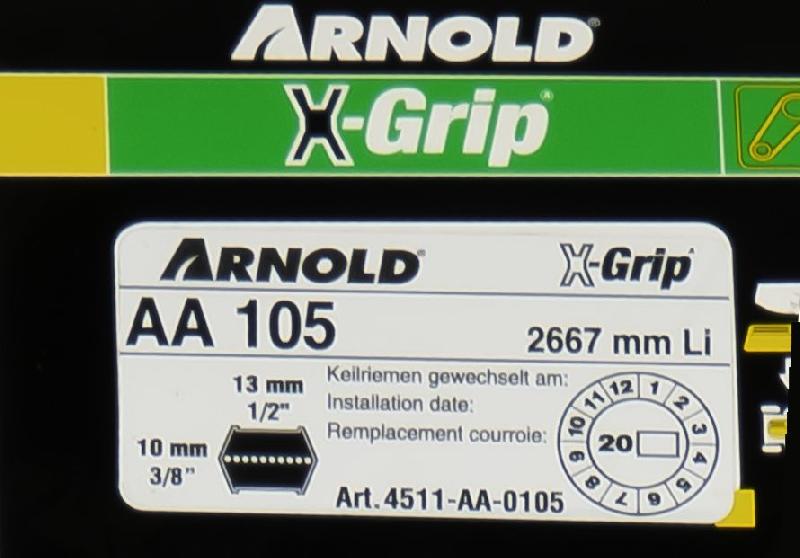 ARNOLD®
X-Grip®
ARNOLD® X-Grip
AA 105 2667 mm Li
13 mm
1/2"
10 mm
3/8"
Keilriemen gewechselt am:
Installation date:
Remplacement courroie:
1 2 3 4 5 6 7 8 9 10 11 12
20
Art.4511-AA-0105